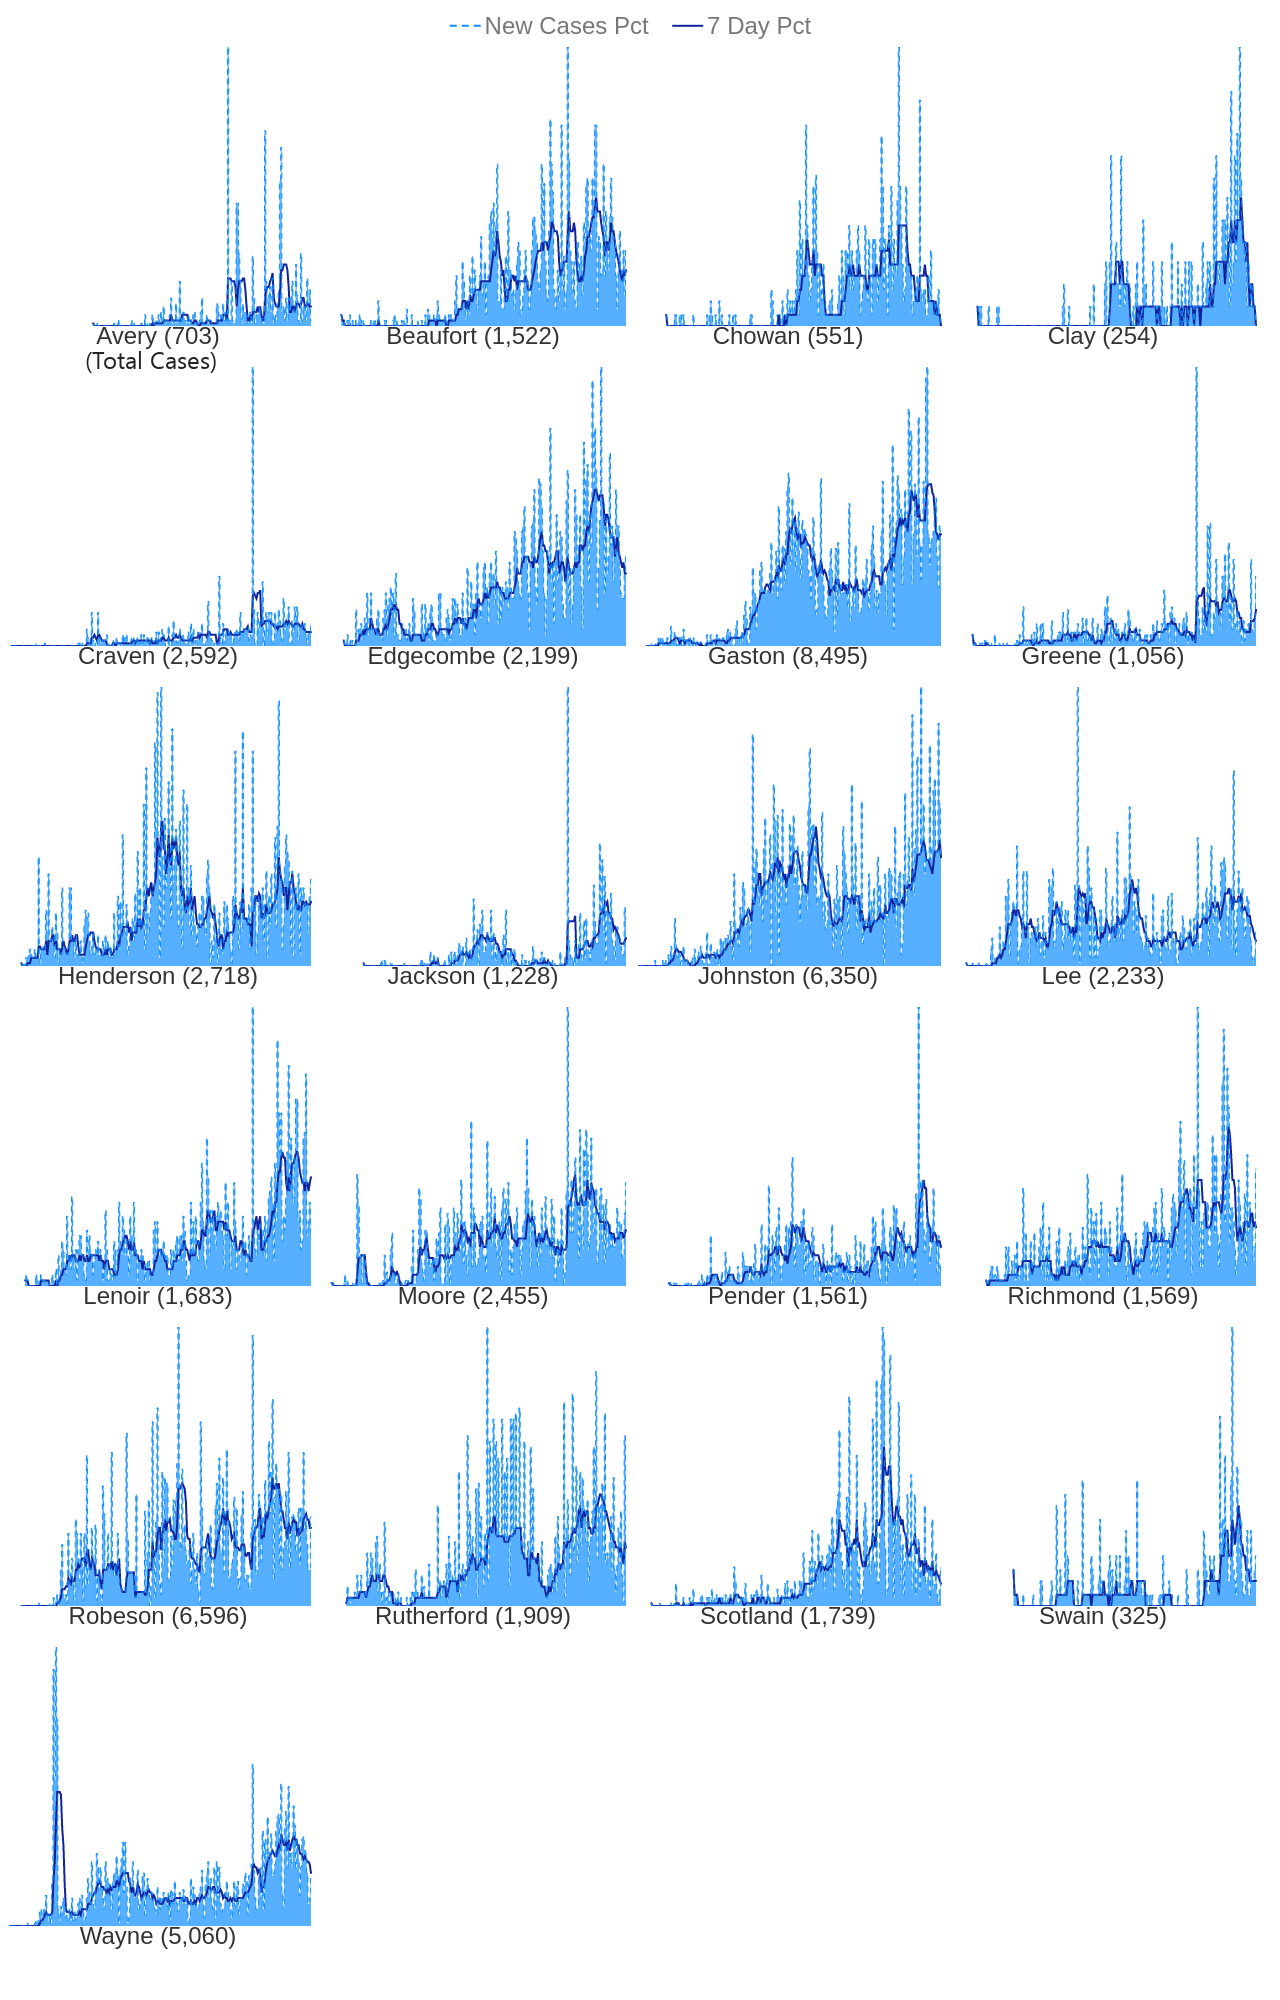 New Cases Pct 7 Day Pct
Avery (703) Beaufort (1,522) Chowan (551) Clay (254)
(Total Cases)
Craven (2,592) Edgecombe (2,199) Gaston (8,495) Greene (1,056)
Henderson (2,718) Jackson (1,228) Johnston (6,350) Lee (2,233)
Lenoir (1,683) Moore (2,455) Pender (1,561) Richmond (1,569)
Robeson (6,596) Rutherford (1,909) Scotland (1,739) Swain (325)
Wayne (5,060)